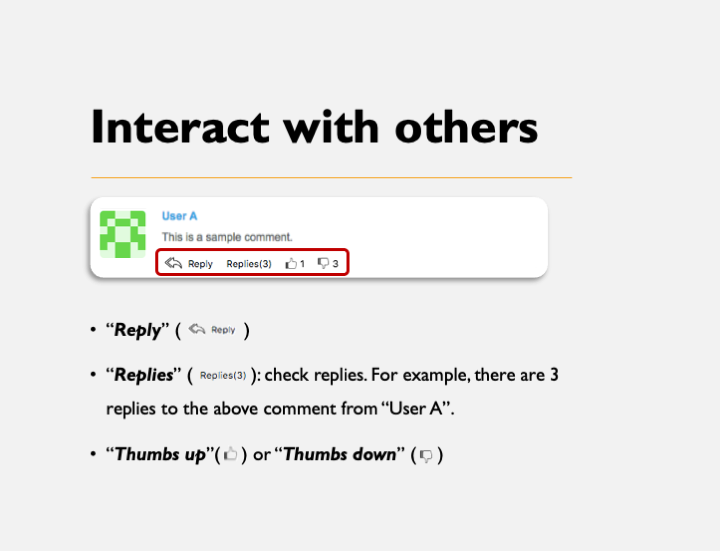 Interact with others
User A
This is a sample comment.
Reply Replies(3) 1 3
• “Reply” ( Reply )
• “Replies” ( Replies(3) ): check replies. For example, there are 3
replies to the above comment from “User A”.
• “Thumbs up”( ) or “Thumbs down” ( )